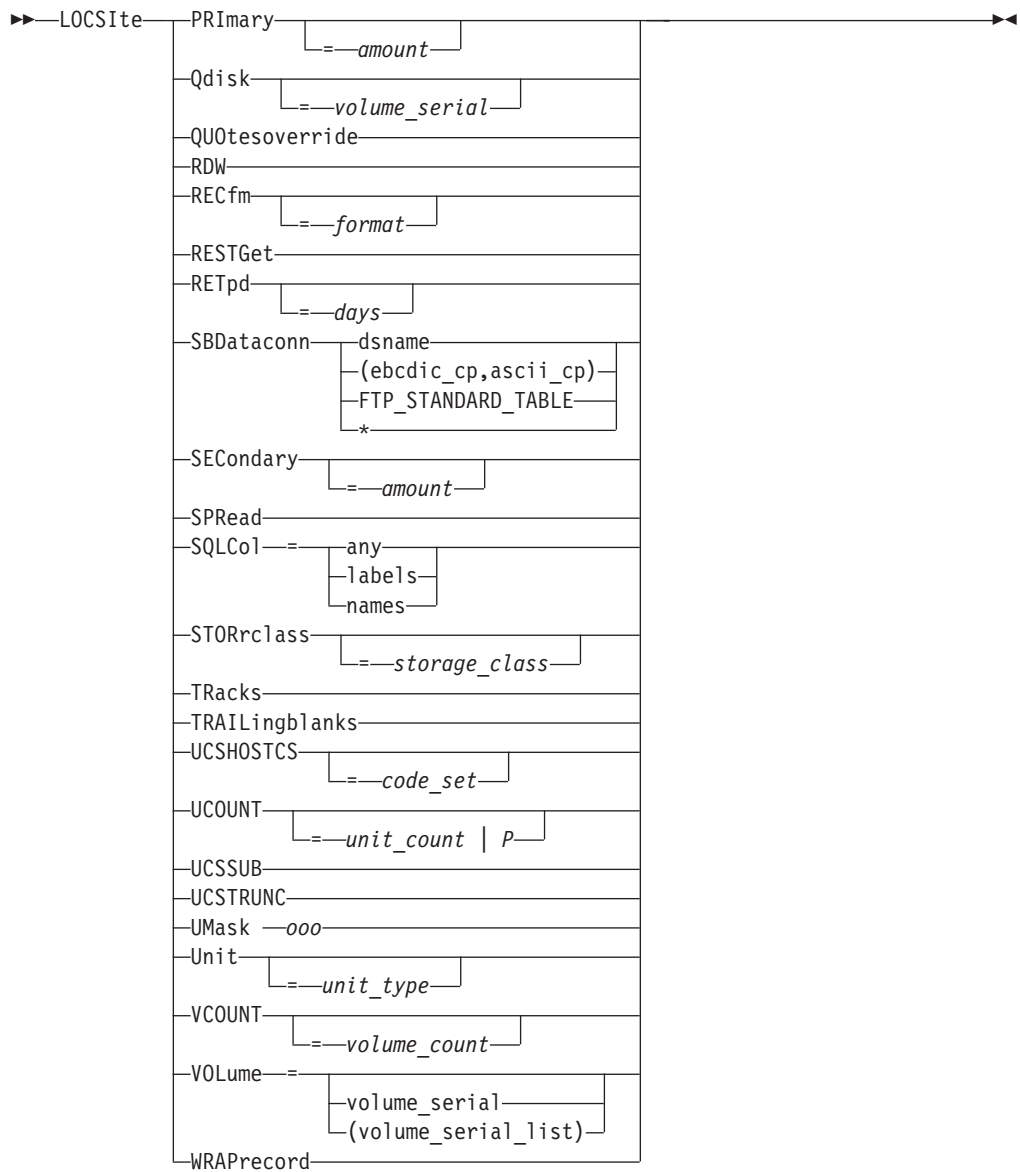 LOCSIte PRImary
= amount
Qdisk
= volume_serial
QUOtesoverride
RDW
RECfm
= format
RESTGet
RETpd
= days
SBDataconn dsname
(ebcdic_cp,ascii_cp)
FTP_STANDARD_TABLE
*
SECondary
= amount
SPRead
SQLCol = any
labels
names
STORrclass
= storage_class
TRacks
TRAILingblanks
UCSHOSTCS
= code_set
UCOUNT
= unit_count | P
UCSSUB
UCSTRUNC
UMask ooo
Unit
= unit_type
VCOUNT
= volume_count
VOLume =
volume_serial
(volume_serial_list)
WRAPrecord